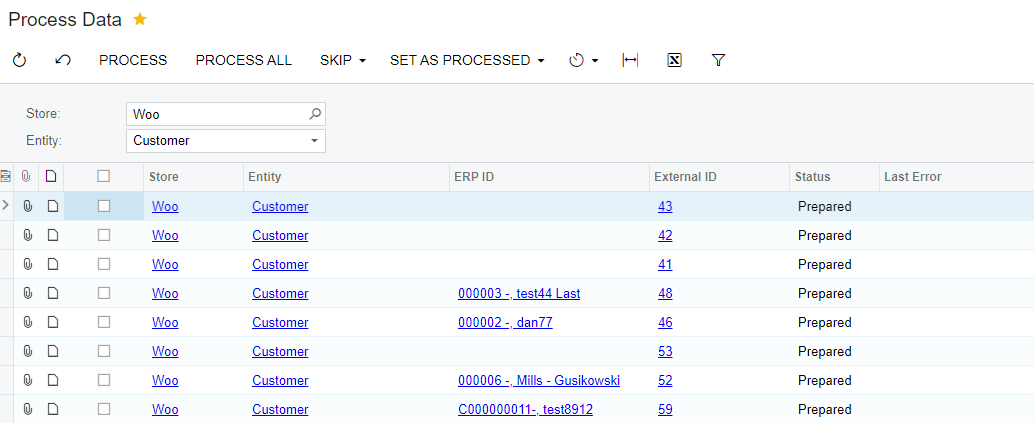 Process Data
PROCESS PROCESS ALL SKIP SET AS PROCESSED
Store: Woo
Entity: Customer
Store Entity ERP ID External ID Status Last Error
Woo Customer 43 Prepared
Woo Customer 42 Prepared
Woo Customer 41 Prepared
Woo Customer 000003 -, test44 Last 48 Prepared
Woo Customer 000002 -, dan77 46 Prepared
Woo Customer 53 Prepared
Woo Customer 000006 -, Mills - Gusikowski 52 Prepared
Woo Customer C000000011-, test8912 59 Prepared